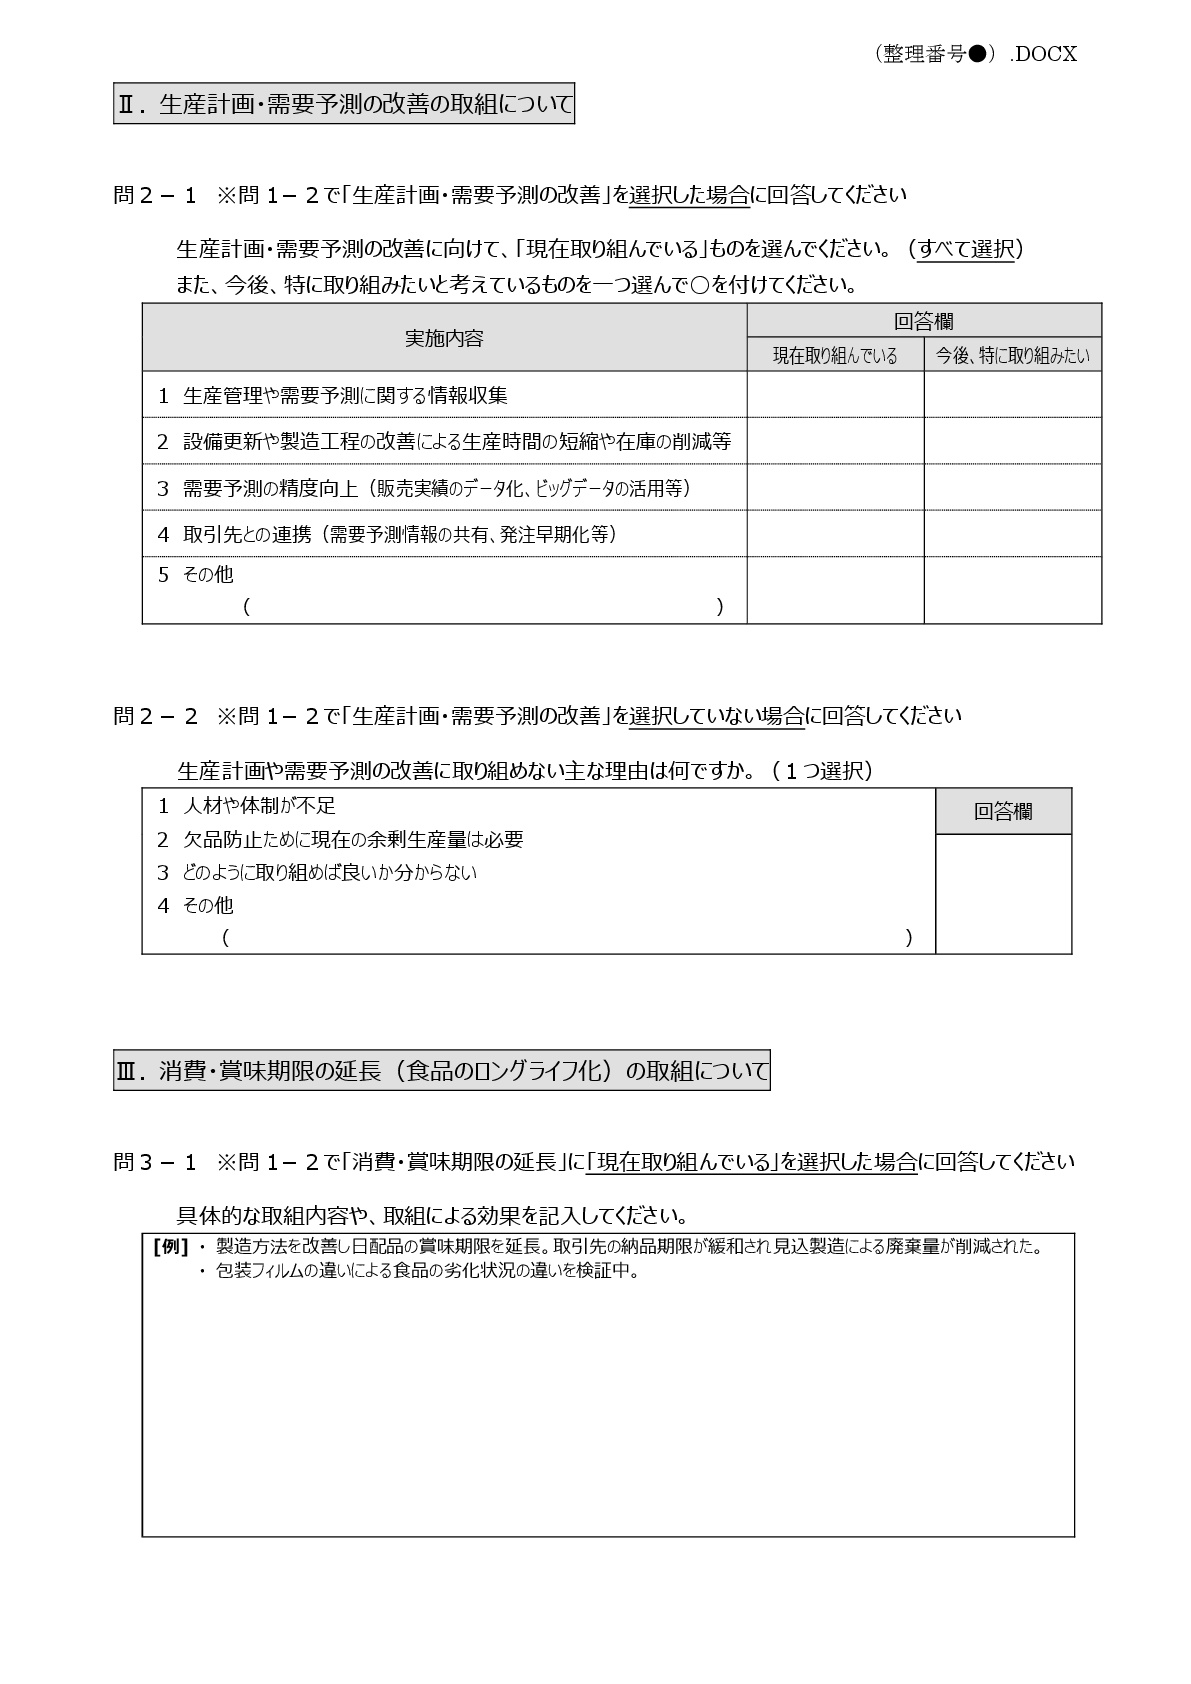 （整理番号●）.DOCX
Ⅱ．生産計画・需要予測の改善の取組について
問２－１　※問１－２で「生産計画・需要予測の改善」を選択した場合に回答してください
生産計画・需要予測の改善に向けて、「現在取り組んでいる」ものを選んでください。（すべて選択）
また、今後、特に取り組みたいと考えているものを一つ選んで○を付けてください。
実施内容
回答欄
現在取り組んでいる
今後、特に取り組みたい
1 生産管理や需要予測に関する情報収集
2 設備更新や製造工程の改善による生産時間の短縮や在庫の削減等
3 需要予測の精度向上（販売実績のデータ化、ビッグデータの活用等）
4 取引先との連携（需要予測情報の共有、発注早期化等）
5 その他
（　　　　　　　　　　　　　　　　　　　　　　　）
問２－２　※問１－２で「生産計画・需要予測の改善」を選択していない場合に回答してください
生産計画や需要予測の改善に取り組めない主な理由は何ですか。（１つ選択）
1 人材や体制が不足
回答欄
2 欠品防止ために現在の余剰生産量は必要
3 どのように取り組めば良いか分からない
4 その他
（　　　　　　　　　　　　　　　　　　　　　　　　　　　　　　　　　）
Ⅲ．消費・賞味期限の延長（食品のロングライフ化）の取組について
問３－１　※問１－２で「消費・賞味期限の延長」に「現在取り組んでいる」を選択した場合に回答してください
具体的な取組内容や、取組による効果を記入してください。
[例]・ 製造方法を改善し日配品の賞味期限を延長。取引先の納品期限が緩和され見込製造による廃棄量が削減された。
・ 包装フィルムの違いによる食品の劣化状況の違いを検証中。